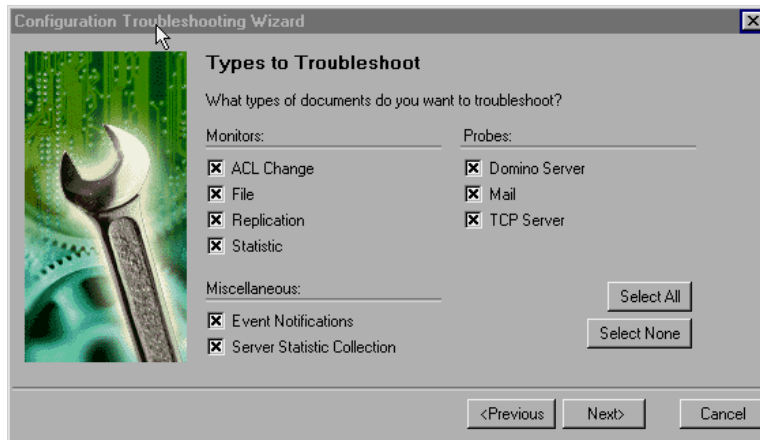 Configuration Troubleshooting Wizard
Types to Troubleshoot
What types of documents do you want to troubleshoot?
Monitors:
ACL Change
File
Replication
Statistic
Probes:
Domino Server
Mail
TCP Server
Miscellaneous:
Event Notifications
Server Statistic Collection
Select All
Select None
<Previous
Next>
Cancel